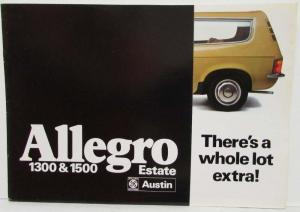 Allegro
1300 & 1500
Estate
Austin
There's a
whole lot
extra!